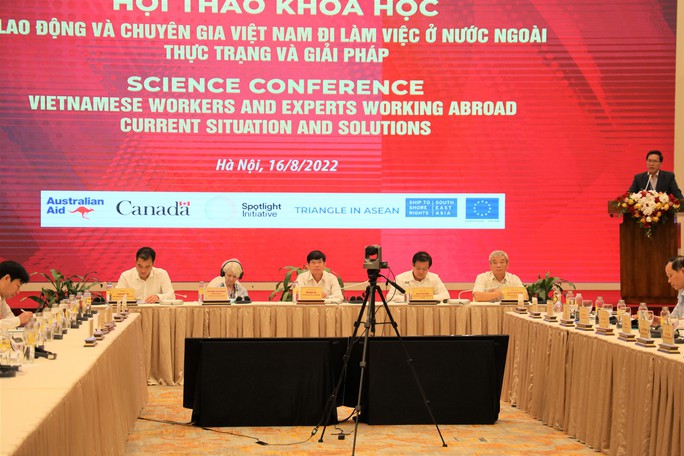 HỘI THẢO KHOA HỌC
LAO ĐỘNG VÀ CHUYÊN GIA VIỆT NAM ĐI LÀM VIỆC Ở NƯỚC NGOÀI
THỰC TRẠNG VÀ GIẢI PHÁP
SCIENCE CONFERENCE
VIETNAMESE WORKERS AND EXPERTS WORKING ABROAD
CURRENT SITUATION AND SOLUTIONS
Hà Nội, 16/8/2022
Australian Aid
Canada
Spotlight Initiative
TRIANGLE IN ASEAN
SHIP TO SHORE RIGHTS
SOUTH EAST ASIA